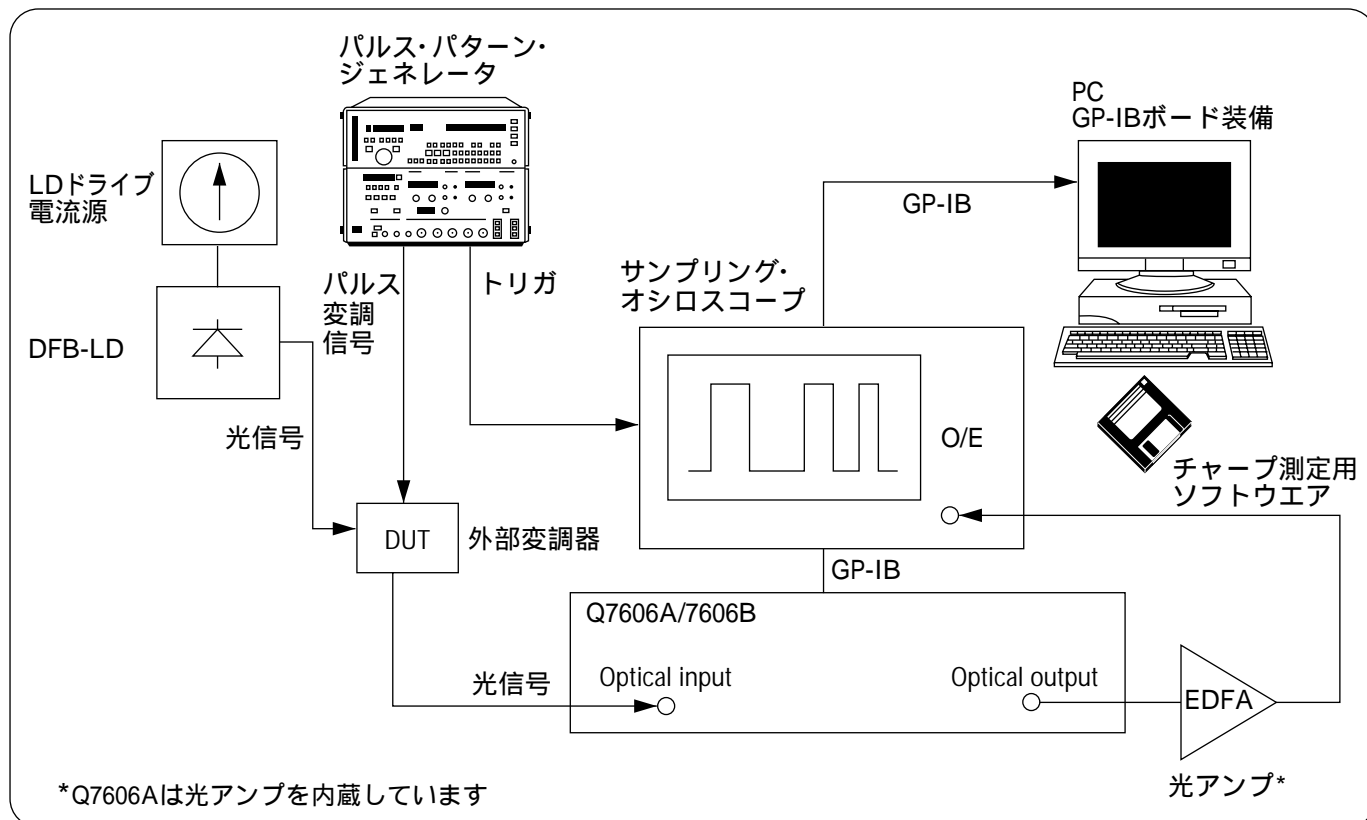 パルス・パターン・
ジェネレータ
PC
GP-IBボード装備
LDドライブ
電流源
GP-IB
サンプリング・
オシロスコープ
パルス
変調
信号
トリガ
DFB-LD
光信号
O/E
チャープ測定用
ソフトウエア
DUT
外部変調器
GP-IB
Q7606A/7606B
光信号
Optical input
Optical output
EDFA
光アンプ*
*Q7606Aは光アンプを内蔵しています